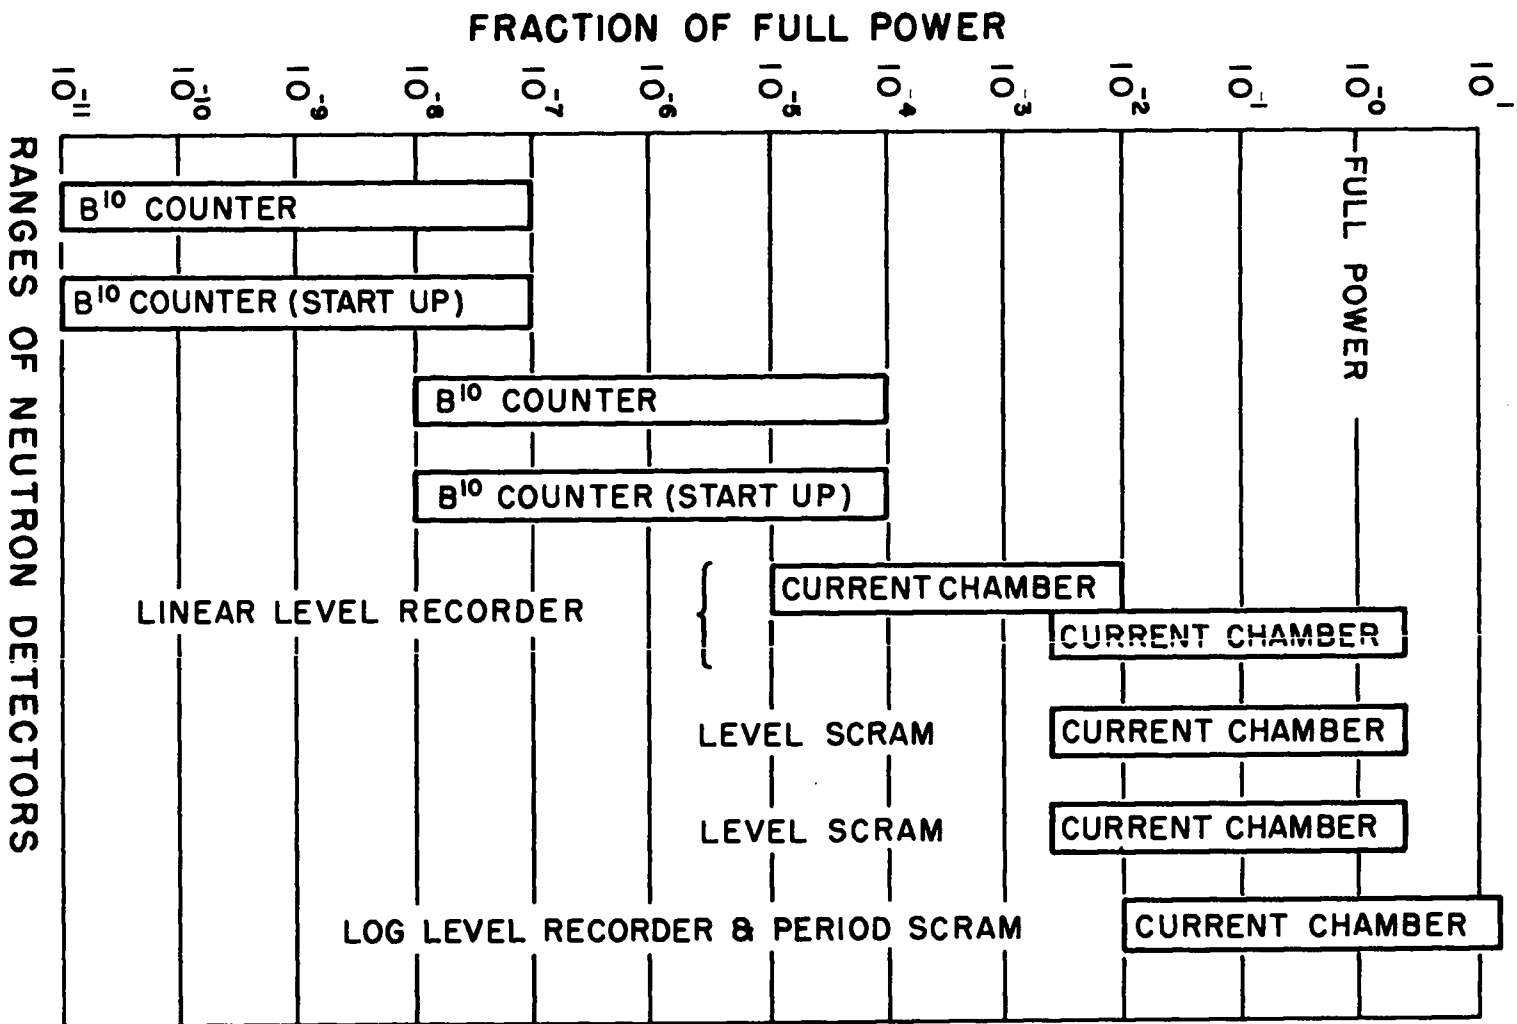 FRACTION OF FULL POWER
10⁻¹¹ 10⁻¹⁰ 10⁻⁹ 10⁻⁸ 10⁻⁷ 10⁻⁶ 10⁻⁵ 10⁻⁴ 10⁻³ 10⁻² 10⁻¹ 10⁻⁰ 10¹
RANGES OF NEUTRON DETECTORS
FULL POWER
B¹⁰ COUNTER
B¹⁰ COUNTER (START UP)
B¹⁰ COUNTER
B¹⁰ COUNTER (START UP)
LINEAR LEVEL RECORDER
CURRENT CHAMBER
CURRENT CHAMBER
LEVEL SCRAM CURRENT CHAMBER
LEVEL SCRAM CURRENT CHAMBER
LOG LEVEL RECORDER & PERIOD SCRAM CURRENT CHAMBER